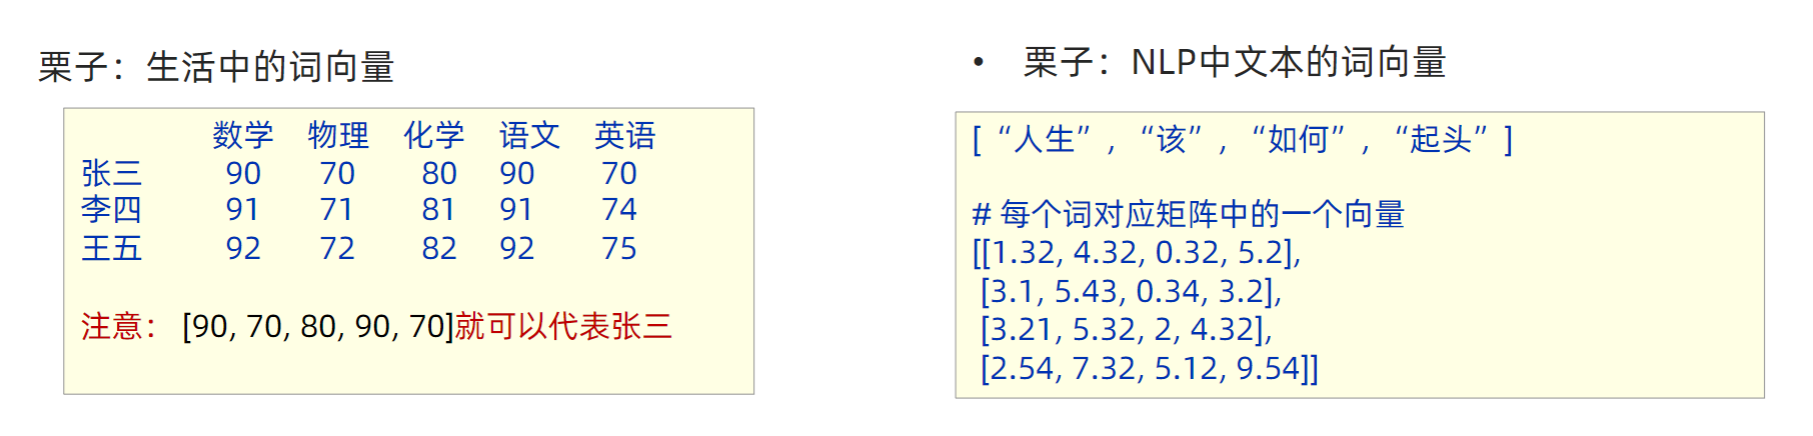 栗子：生活中的词向量
数学 物理 化学 语文 英语
张三 90 70 80 90 70
李四 91 71 81 91 74
王五 92 72 82 92 75
注意： [90, 70, 80, 90, 70]就可以代表张三
• 栗子：NLP中文本的词向量
[ “人生” , “该” , “如何” , “起头” ]
# 每个词对应矩阵中的一个向量
[[1.32, 4.32, 0.32, 5.2],
[3.1, 5.43, 0.34, 3.2],
[3.21, 5.32, 2, 4.32],
[2.54, 7.32, 5.12, 9.54]]